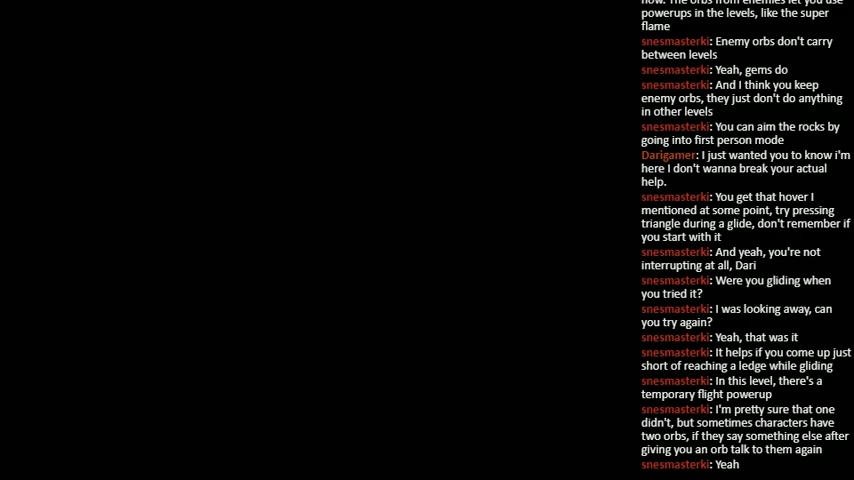 now. The orbs from enemies let you use
powerups in the levels, like the super
flame
snesmasterki: Enemy orbs don't carry
between levels
snesmasterki: Yeah, gems do
snesmasterki: And I think you keep
enemy orbs, they just don't do anything
in other levels
snesmasterki: You can aim the rocks by
going into first person mode
Darigamer: I just wanted you to know i'm
here I don't wanna break your actual
help.
snesmasterki: You get that hover I
mentioned at some point, try pressing
triangle during a glide, don't remember if
you start with it
snesmasterki: And yeah, you're not
interrupting at all, Dari
snesmasterki: Were you gliding when
you tried it?
snesmasterki: I was looking away, can
you try again?
snesmasterki: Yeah, that was it
snesmasterki: It helps if you come up just
short of reaching a ledge while gliding
snesmasterki: In this level, there's a
temporary flight powerup
snesmasterki: I'm pretty sure that one
didn't, but sometimes characters have
two orbs, if they say something else after
giving you an orb talk to them again
snesmasterki: Yeah